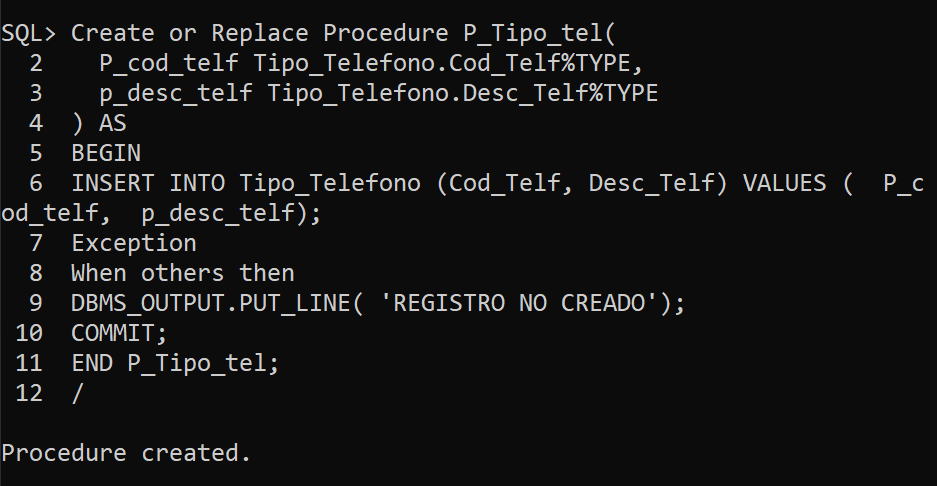 SQL> Create or Replace Procedure P_Tipo_tel(
  2    P_cod_telf Tipo_Telefono.Cod_Telf%TYPE,
  3    p_desc_telf Tipo_Telefono.Desc_Telf%TYPE
  4  ) AS
  5  BEGIN
  6  INSERT INTO Tipo_Telefono (Cod_Telf, Desc_Telf) VALUES (  P_c
od_telf,  p_desc_telf);
  7  Exception
  8  When others then
  9  DBMS_OUTPUT.PUT_LINE( 'REGISTRO NO CREADO');
 10  COMMIT;
 11  END P_Tipo_tel;
 12  /
Procedure created.